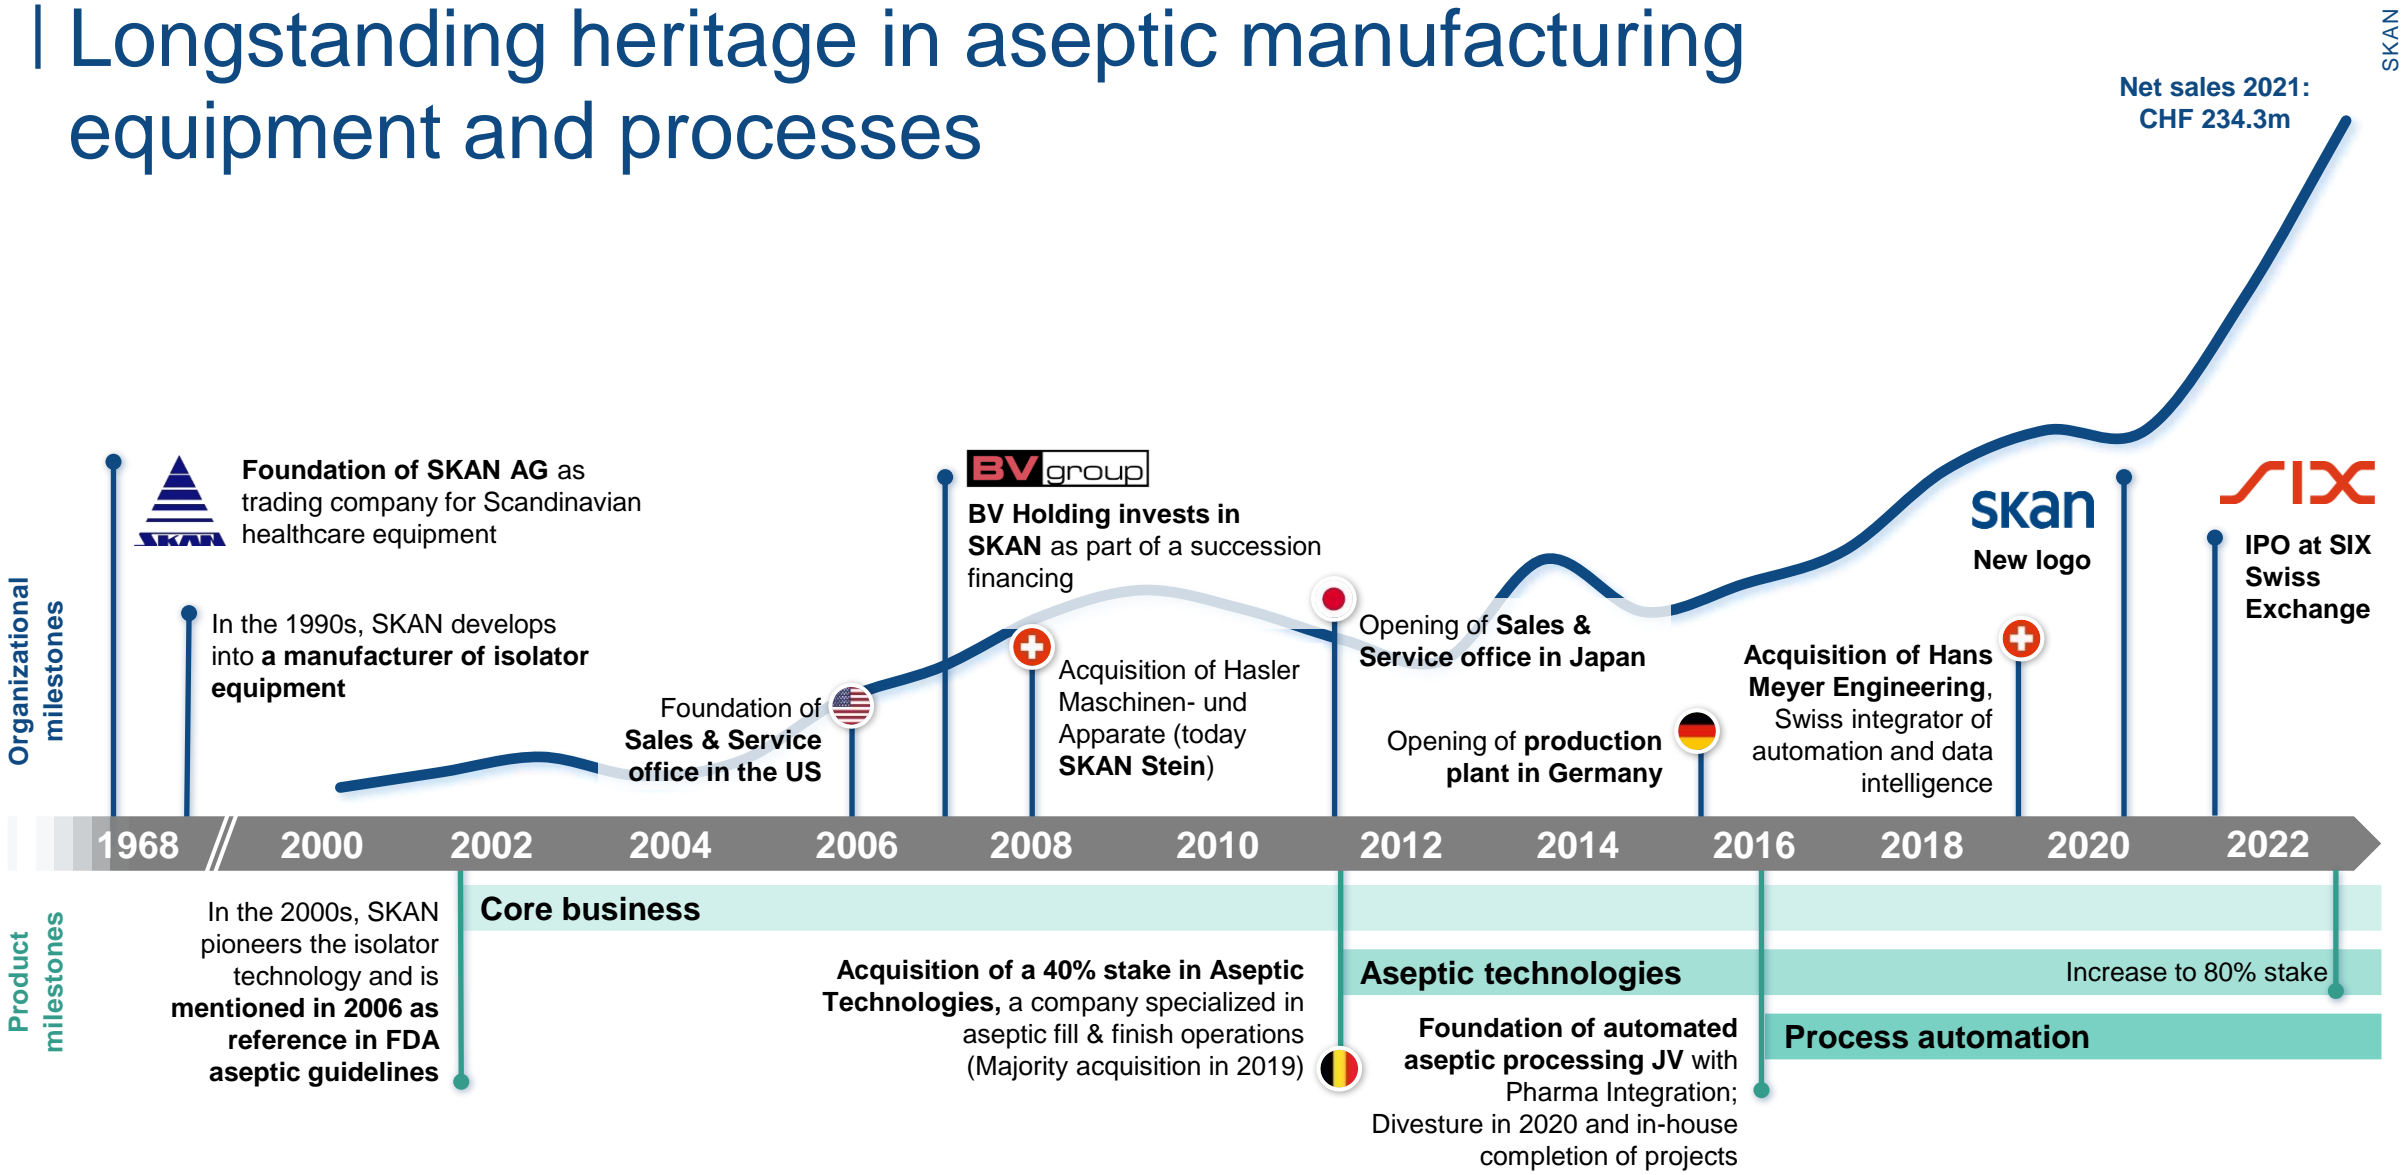 Longstanding heritage in aseptic manufacturing
equipment and processes
SKAN
Net sales 2021:
CHF 234.3m
Organizational
milestones
SKAN
Foundation of SKAN AG as
trading company for Scandinavian
healthcare equipment
In the 1990s, SKAN develops
into a manufacturer of isolator
equipment
Foundation of
Sales & Service
office in the US
BV group
BV Holding invests in
SKAN as part of a succession
financing
Acquisition of Hasler
Maschinen- und
Apparate (today
SKAN Stein)
Opening of Sales &
Service office in Japan
Opening of production
plant in Germany
Acquisition of Hans
Meyer Engineering,
Swiss integrator of
automation and data
intelligence
skan
New logo
SIX
IPO at SIX
Swiss
Exchange
1968 // 2000 2002 2004 2006 2008 2010 2012 2014 2016 2018 2020 2022
Product
milestones
In the 2000s, SKAN
pioneers the isolator
technology and is
mentioned in 2006 as
reference in FDA
aseptic guidelines
Core business
Acquisition of a 40% stake in Aseptic
Technologies, a company specialized in
aseptic fill & finish operations
(Majority acquisition in 2019)
Aseptic technologies
Increase to 80% stake
Foundation of automated
aseptic processing JV with
Pharma Integration;
Divesture in 2020 and in-house
completion of projects
Process automation